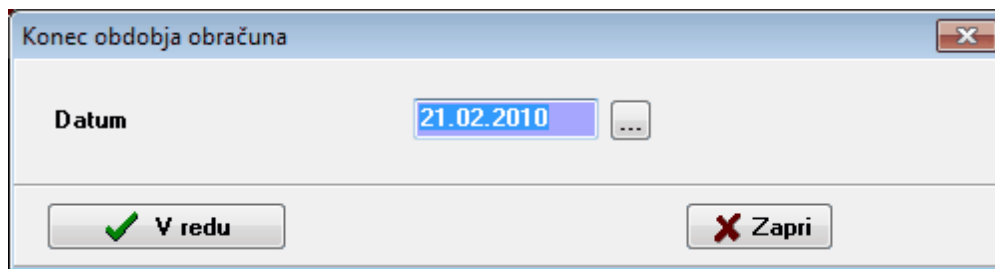 Konec obdobja obračuna
Datum 21.02.2010 ...
V redu Zapri